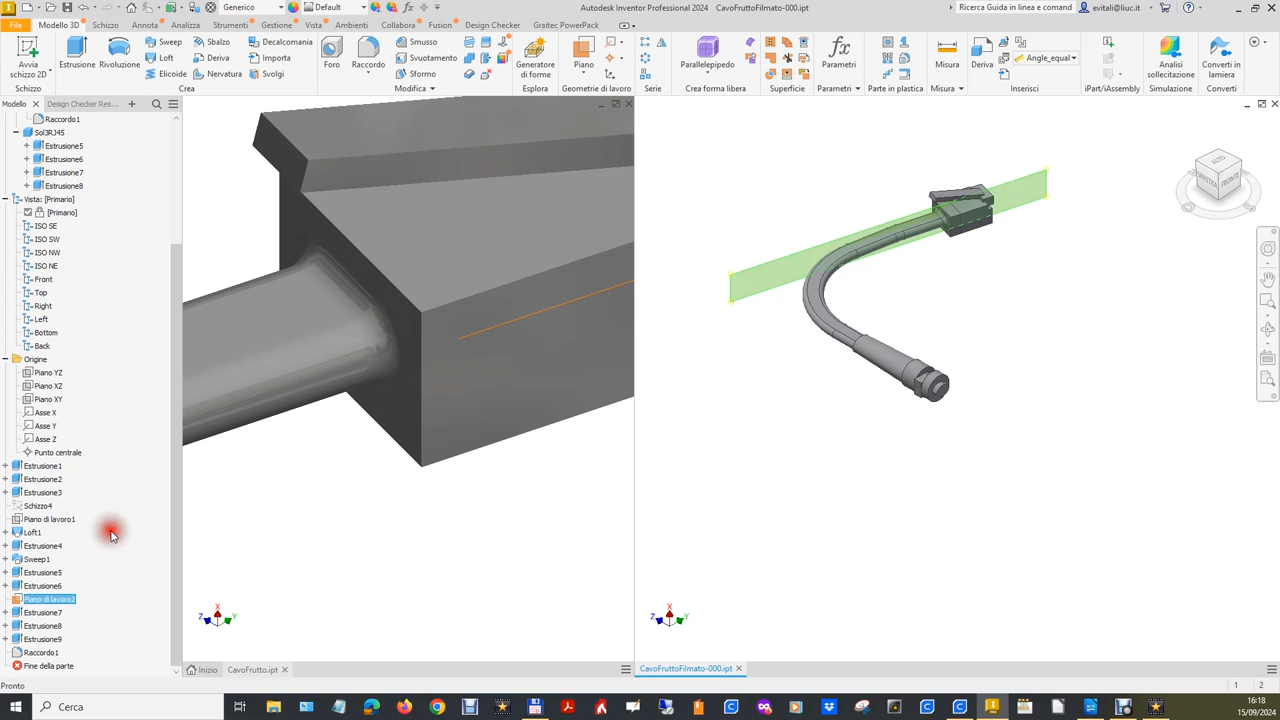 Generico
Default
Autodesk Inventor Professional 2024 CavoFruttoFilmato-000.ipt
Ricerca Guida in linea e comandi
evitali@liuc.it
File Modello 3D Schizzo Annota Analizza Strumenti Gestione Vista Ambienti Collabora Fusion Design Checker Graitec PowerPack
Avvia
schizzo 2D
Schizzo
Estrusione Rivoluzione
Sweep Sbalzo Decalcomania
Loft Deriva Importa
Elicoide Nervatura Svolgi
Crea
Foro Raccordo
Smusso
Svuotamento
Sformo
Modifica
Generatore
di forme
Esplora
Piano
Geometrie di lavoro
Serie
Parallelepipedo
Crea forma libera
Superficie
fx
Parametri
Parametri
Parte in plastica
Misura
Misura
Deriva
Angle_equal
Inserisci
iPart/iAssembly
Analisi
sollecitazione
Simulazione
Converti in
lamiera
Converti
Modello Design Checker Res...
Raccordo1
Sol3RJ45
Estrusione5
Estrusione6
Estrusione7
Estrusione8
Vista: [Primario]
[Primario]
ISO SE
ISO SW
ISO NW
ISO NE
Front
Top
Right
Left
Bottom
Back
Origine
Piano YZ
Piano XZ
Piano XY
Asse X
Asse Y
Asse Z
Punto centrale
Estrusione1
Estrusione2
Estrusione3
Schizzo4
Piano di lavoro1
Loft1
Estrusione4
Sweep1
Estrusione5
Estrusione6
Piano di lavoro2
Estrusione7
Estrusione8
Estrusione9
Raccordo1
Fine della parte
X
Z Y
Inizio CavoFrutto.ipt
ALTO
SINISTRA FRONTE
X
Z Y
CavoFruttoFilmato-000.ipt
Pronto
1 2
Cerca
16:18
15/09/2024